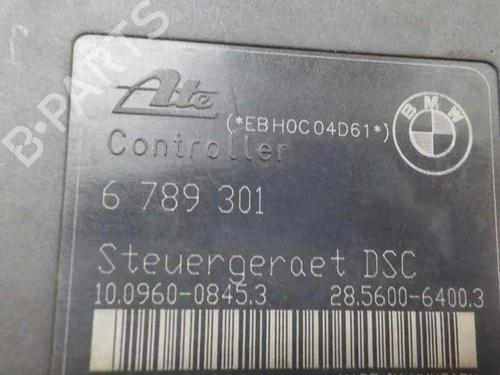 B-PARTS
Ate
(*EBH0C04D61*)
BMW
Controller
6 789 301
Steuergeraet DSC
10.0960-0845.3 28.5600-6400.3